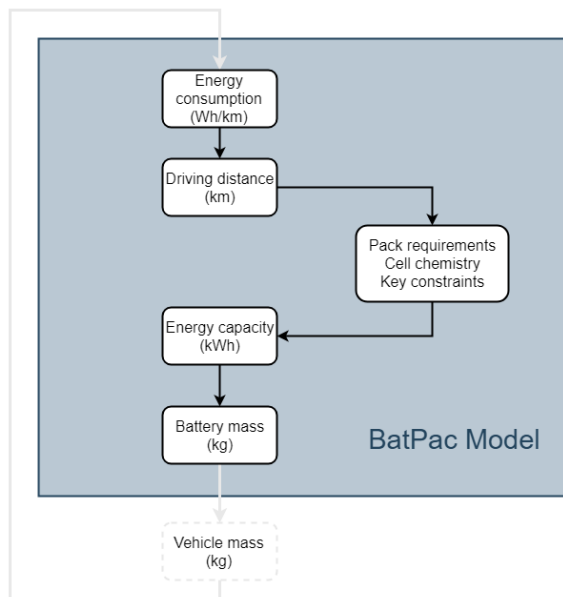 Energy
consumption
(Wh/km)
Driving distance
(km)
Pack requirements
Cell chemistry
Key constraints
Energy capacity
(kWh)
Battery mass
(kg)
BatPac Model
Vehicle mass
(kg)